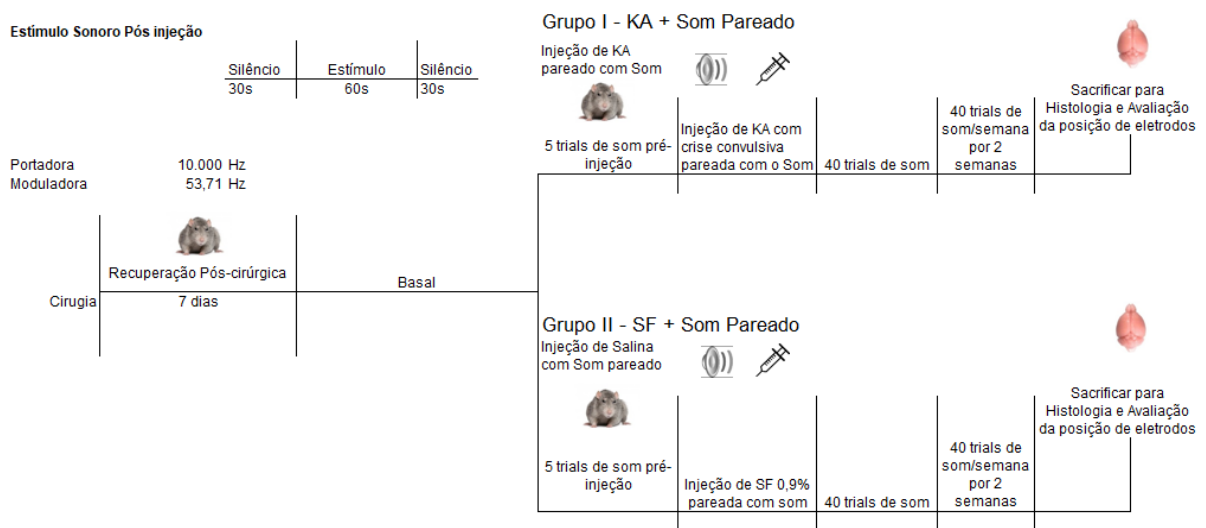 Estímulo Sonoro Pós injeção
Silêncio Estímulo Silêncio
30s 60s 30s
Portadora 10.000 Hz
Moduladora 53,71 Hz
Recuperação Pós-cirúrgica
Cirugia
7 dias
Basal
Grupo I - KA + Som Pareado
Injeção de KA
pareado com Som
5 trials de som pré-
injeção
Injeção de KA com
crise convulsiva
pareada com o Som
40 trials de som
40 trials de
som/semana
por 2
semanas
Sacrificar para
Histologia e Avaliação
da posição de eletrodos
Grupo II - SF + Som Pareado
Injeção de Salina
com Som pareado
5 trials de som pré-
injeção
Injeção de SF 0,9%
pareada com som
40 trials de som
40 trials de
som/semana
por 2
semanas
Sacrificar para
Histologia e Avaliação
da posição de eletrodos